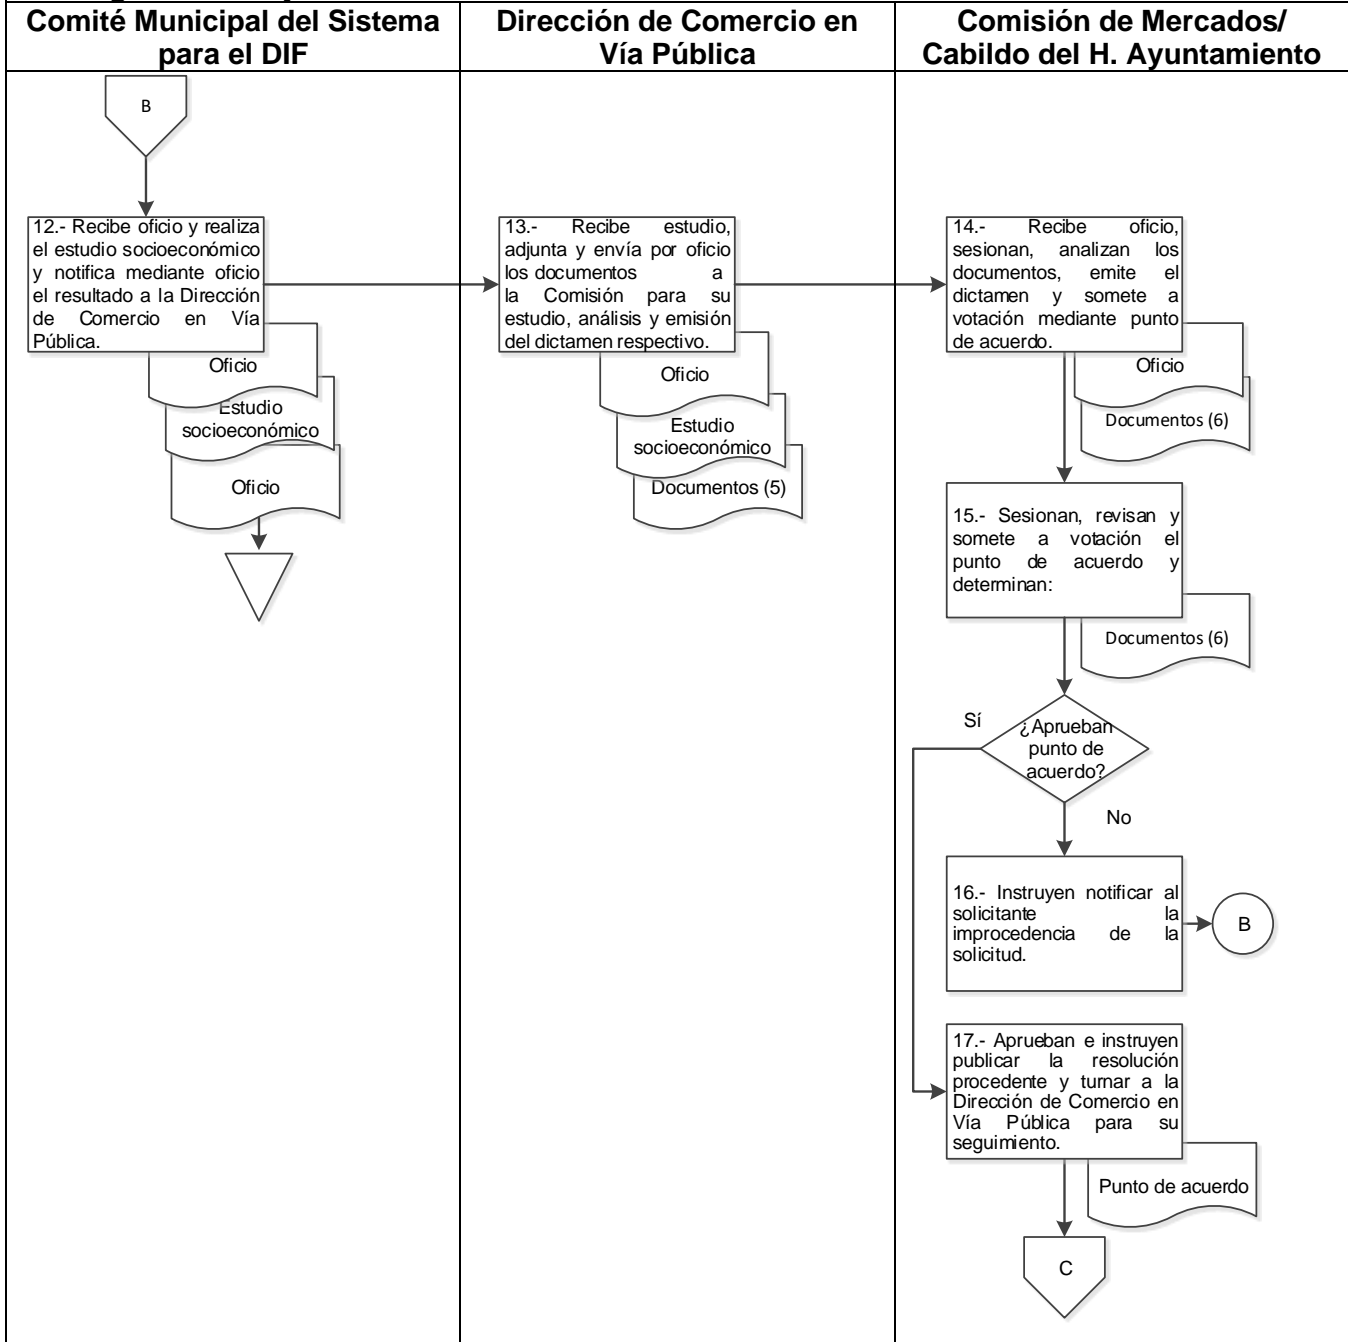 Comité Municipal del Sistema
para el DIF
Dirección de Comercio en
Vía Pública
Comisión de Mercados/
Cabildo del H. Ayuntamiento
B
12.- Recibe oficio y realiza
el estudio socioeconómico
y notifica mediante oficio
el resultado a la Dirección
de Comercio en Vía
Pública.
Oficio
Estudio
socioeconómico
Oficio
13.- Recibe estudio,
adjunta y envía por oficio
los documentos a
la Comisión para su
estudio, análisis y emisión
del dictamen respectivo.
Oficio
Estudio
socioeconómico
Documentos (5)
14.- Recibe oficio,
sesionan, analizan los
documentos, emite el
dictamen y somete a
votación mediante punto
de acuerdo.
Oficio
Documentos (6)
15.- Sesionan, revisan y
somete a votación el
punto de acuerdo y
determinan:
Documentos (6)
Sí
¿Aprueban
punto de
acuerdo?
No
16.- Instruyen notificar al
solicitante la
improcedencia de la
solicitud.
B
17.- Aprueban e instruyen
publicar la resolución
procedente y turnar a la
Dirección de Comercio en
Vía Pública para su
seguimiento.
Punto de acuerdo
C